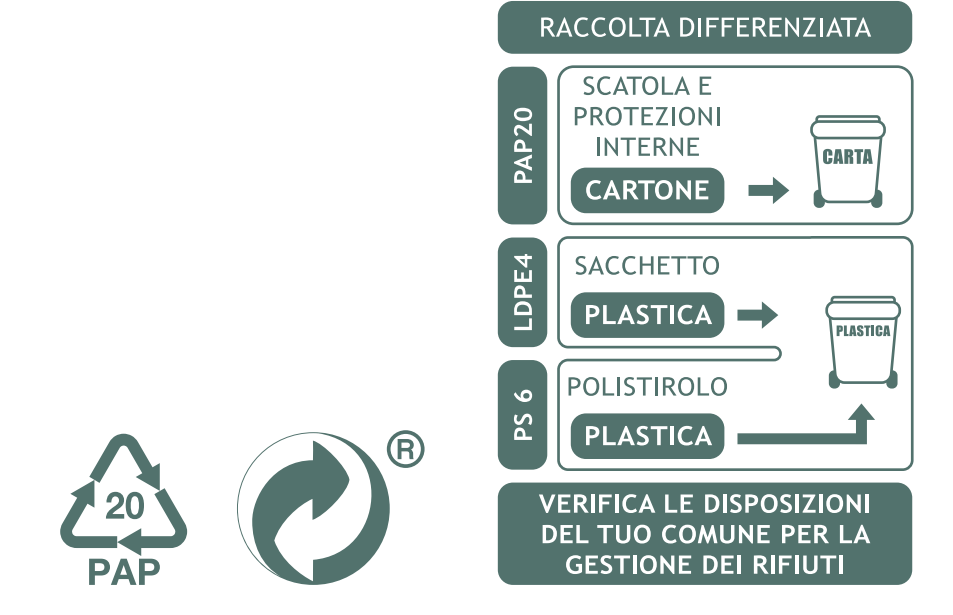 RACCOLTA DIFFERENZIATA
PAP20
SCATOLA E
PROTEZIONI
INTERNE
CARTONE
CARTA
LDPE4
SACCHETTO
PLASTICA
PLASTICA
PS 6
POLISTIROLO
PLASTICA
VERIFICA LE DISPOSIZIONI
DEL TUO COMUNE PER LA
GESTIONE DEI RIFIUTI
20
PAP
®